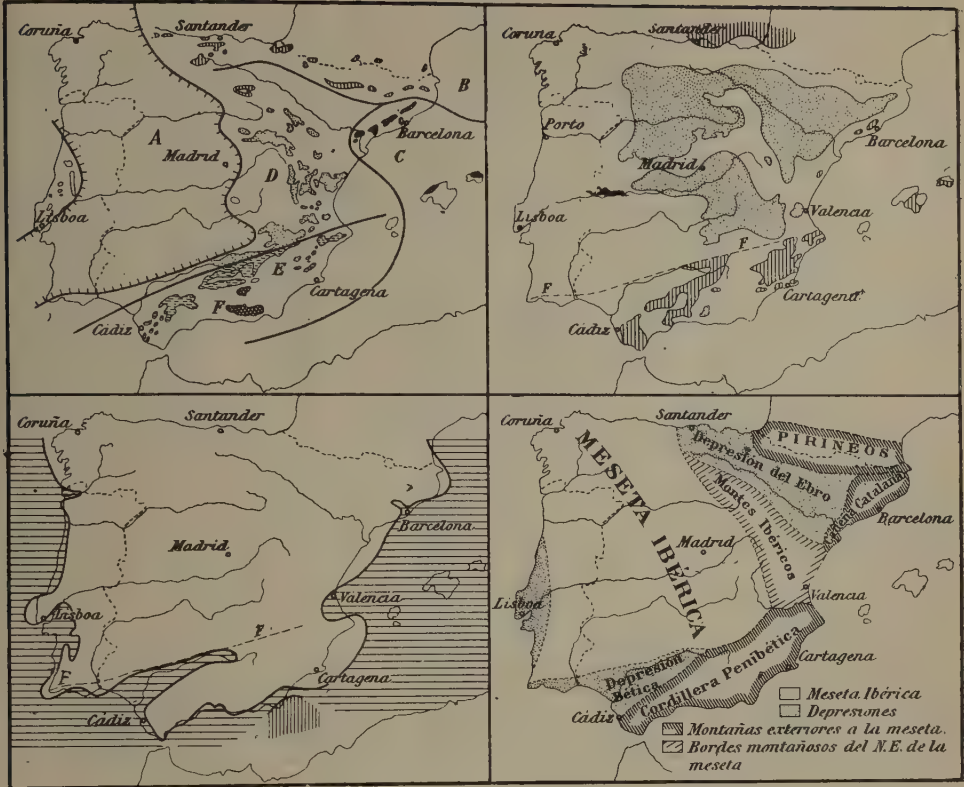 Coruña
Santander
B
A
Madrid
Barcelona
C
D
Lisboa
E
Cartagena
F
Cádiz
Santander
Coruña
Porto
Barcelona
Madrid
Lisboa
Valencia
F
F
Cartagena
Cádiz
Coruña
Santander
Barcelona
Madrid
Valencia
Lisboa
F
F
Cartagena
Cádiz
Coruña
Santander
PIRINEOS
Depresión del Ebro
MESETA IBÉRICA
Montes Ibéricos
Catalana
Barcelona
Madrid
Lisboa
Valencia
Depresión
Bética
Cordillera Penibética
Cartagena
Cádiz
Meseta Ibérica
Depresiones
Montañas exteriores a la meseta.
Bordes montañosos del N.E. de la
meseta